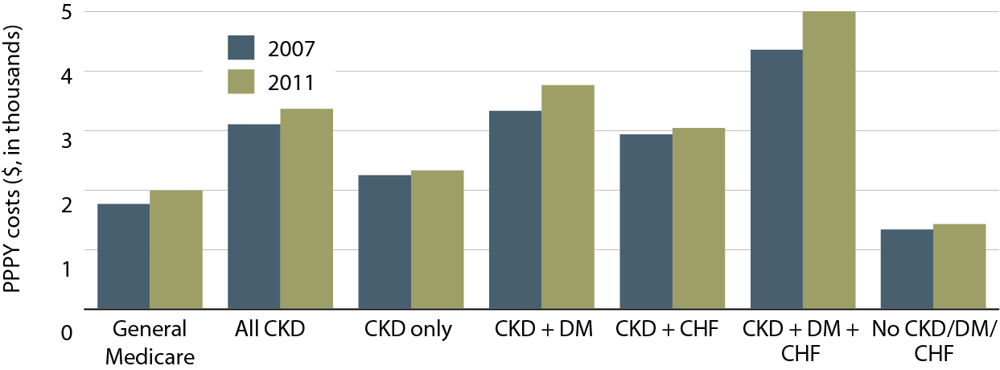 PPPY costs ($, in thousands)
5
4
3
2
1
0
2007
2011
General
Medicare
All CKD
CKD only
CKD + DM
CKD + CHF
CKD + DM +
CHF
No CKD/DM/
CHF